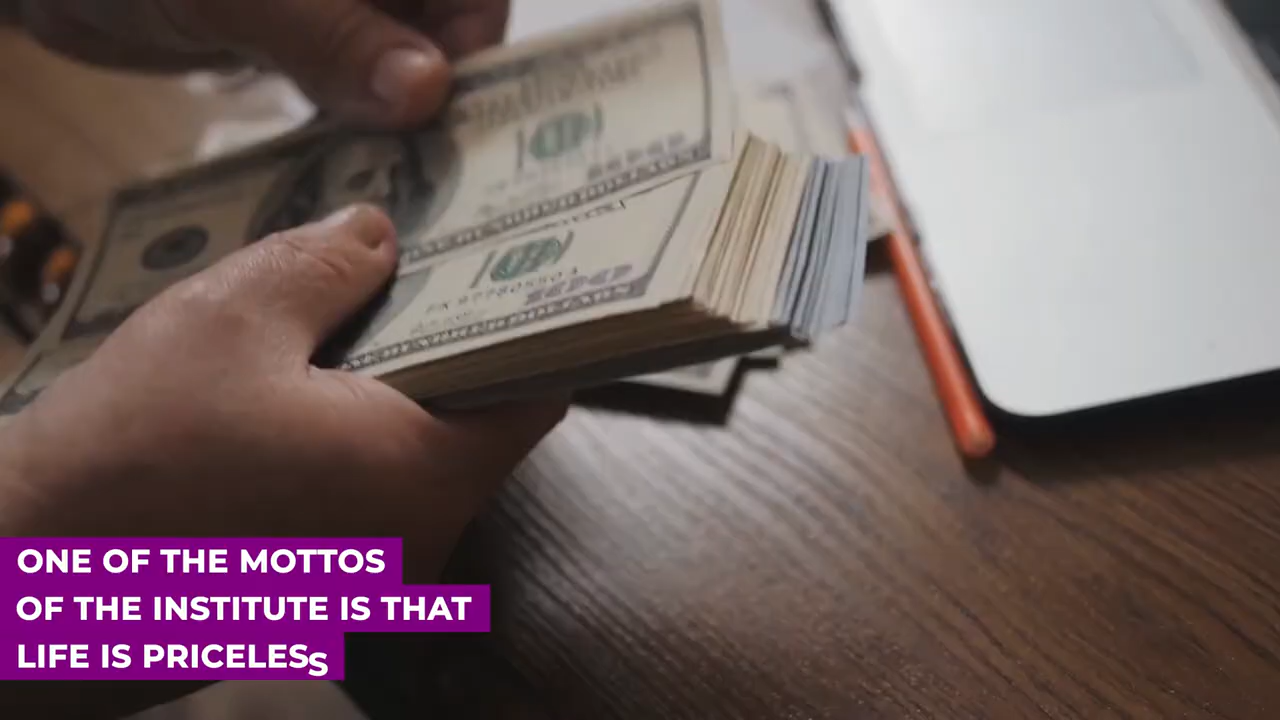 ONE OF THE MOTTOS
OF THE INSTITUTE IS THAT
LIFE IS PRICELESS